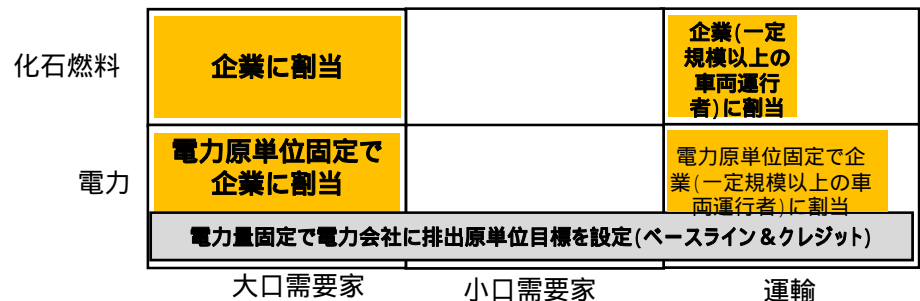 化石燃料
企業に割当
企業(一定
規模以上の
車両運行
者)に割当
電力
電力原単位固定で
企業に割当
電力原単位固定で企
業(一定規模以上の車
両運行者)に割当
電力量固定で電力会社に排出原単位目標を設定(ベースライン&クレジット)
大口需要家
小口需要家
運輸